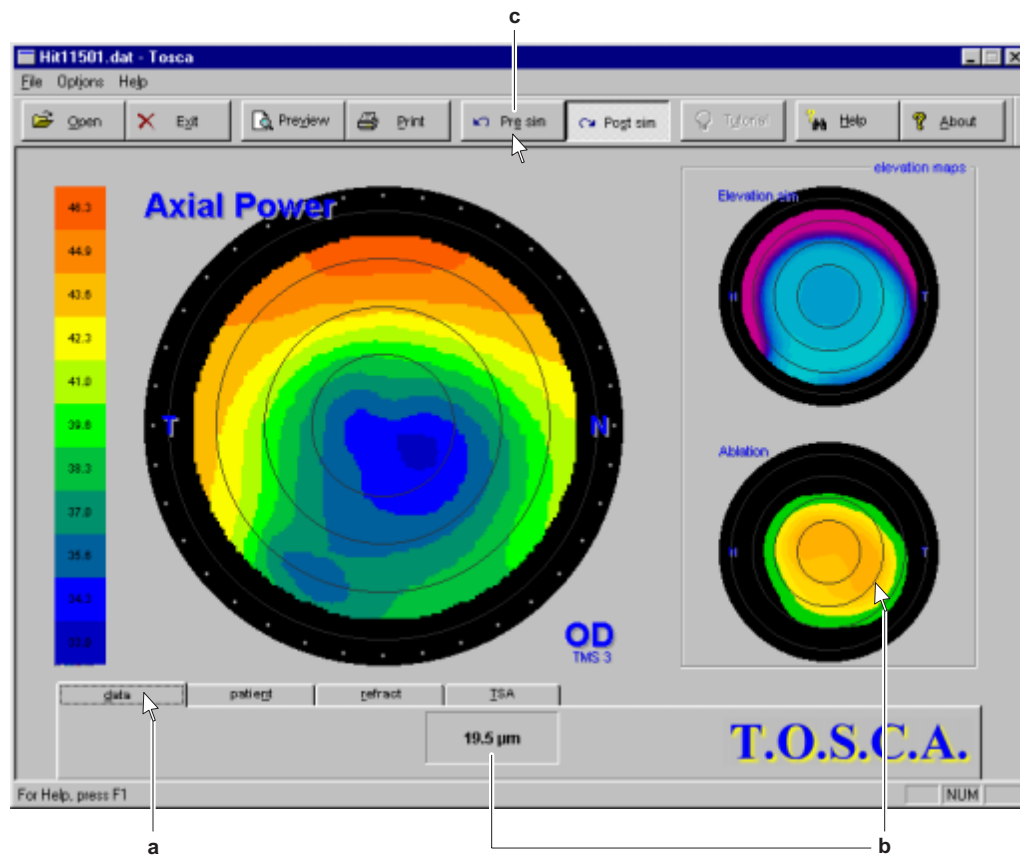 c
Hit11501.dat - Tosca
File Options Help
Open Exit Preview Print Pre sim Post sim Tutorial Help About
elevation maps
Axial Power
Elevation sim
46.3
44.9
43.6
42.3
41.0
39.6
38.3
37.0
35.6
34.3
33.0
T
N
N
T
Ablation
N
T
OD
TMS 3
data patient refract TSA
19.5 µm
T.O.S.C.A.
For Help, press F1
NUM
a
b